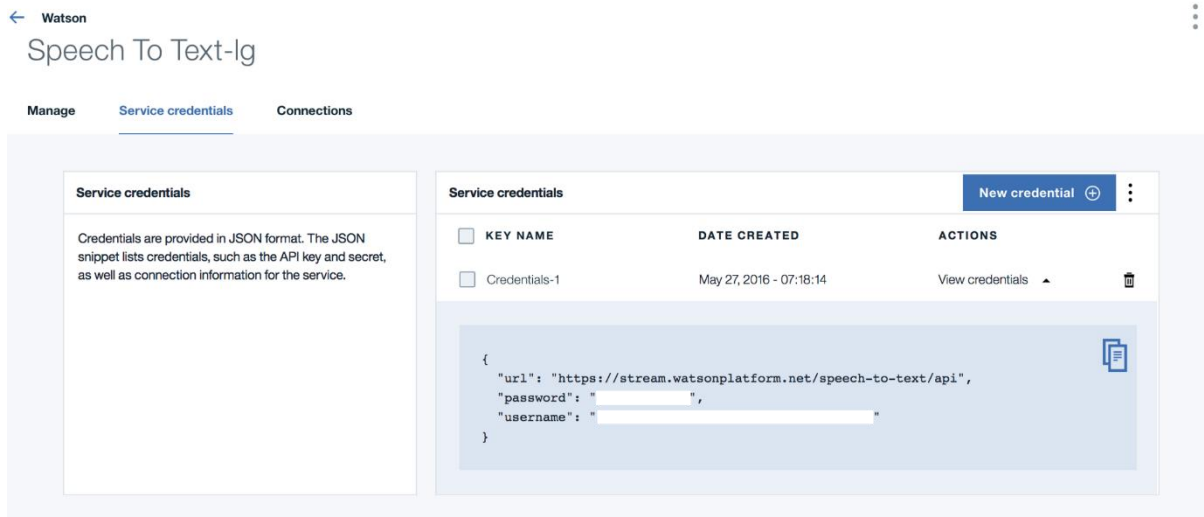 Watson
Speech To Text-lg
Manage Service credentials Connections
Service credentials
Credentials are provided in JSON format. The JSON
snippet lists credentials, such as the API key and secret,
as well as connection information for the service.
Service credentials New credential
KEY NAME DATE CREATED ACTIONS
Credentials-1 May 27, 2016 - 07:18:14 View credentials
{
"url": "https://stream.watsonplatform.net/speech-to-text/api",
"password": " ",
"username": " "
}